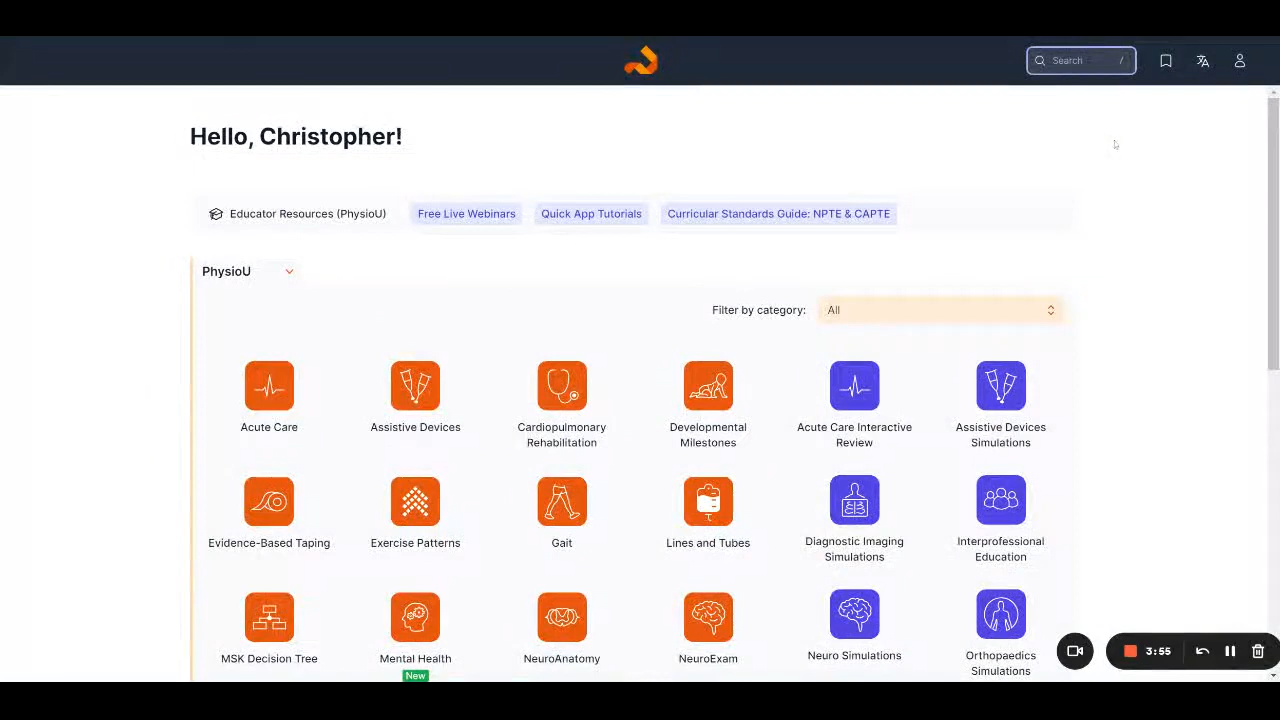 Search /
Hello, Christopher!
Educator Resources (PhysioU)
Free Live Webinars
Quick App Tutorials
Curricular Standards Guide: NPTE & CAPTE
PhysioU
Filter by category:
All
Acute Care
Assistive Devices
Cardiopulmonary
Rehabilitation
Developmental
Milestones
Acute Care Interactive
Review
Assistive Devices
Simulations
Evidence-Based Taping
Exercise Patterns
Gait
Lines and Tubes
Diagnostic Imaging
Simulations
Interprofessional
Education
MSK Decision Tree
Mental Health
New
NeuroAnatomy
NeuroExam
Neuro Simulations
Orthopaedics
Simulations
3:55